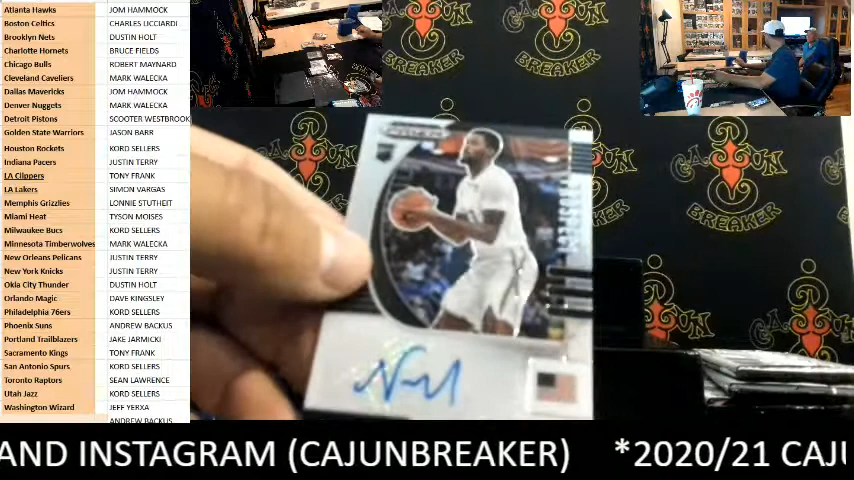 Atlanta Hawks JOM HAMMOCK
Boston Celtics CHARLES LICCIARDI
Brooklyn Nets DUSTIN HOLT
Charlotte Hornets BRUCE FIELDS
Chicago Bulls ROBERT MAYNARD
Cleveland Cavaliers MARK WALECKA
Dallas Mavericks JOM HAMMOCK
Denver Nuggets MARK WALECKA
Detroit Pistons SCOOTER WESTBROOK
Golden State Warriors JASON BARR
Houston Rockets KORD SELLERS
Indiana Pacers JUSTIN TERRY
LA Clippers TONY FRANK
LA Lakers SIMON VARGAS
Memphis Grizzlies LONNIE STUTHEIT
Miami Heat TYSON MOISES
Milwaukee Bucs KORD SELLERS
Minnesota Timberwolves MARK WALECKA
New Orleans Pelicans JUSTIN TERRY
New York Knicks JUSTIN TERRY
Okla City Thunder DUSTIN HOLT
Orlando Magic DAVE KINGSLEY
Philadelphia 76ers KORD SELLERS
Phoenix Suns ANDREW BACKUS
Portland Trailblazers JAKE JARMICKI
Sacramento Kings TONY FRANK
San Antonio Spurs KORD SELLERS
Toronto Raptors SEAN LAWRENCE
Utah Jazz KORD SELLERS
Washington Wizard JEFF YERXA
ANDREW BACKUS
CAJUN
BREAKER
CAJUN
BREAKER
CAJUN
BREAKER
AND INSTAGRAM (CAJUNBREAKER) *2020/21 CAJU